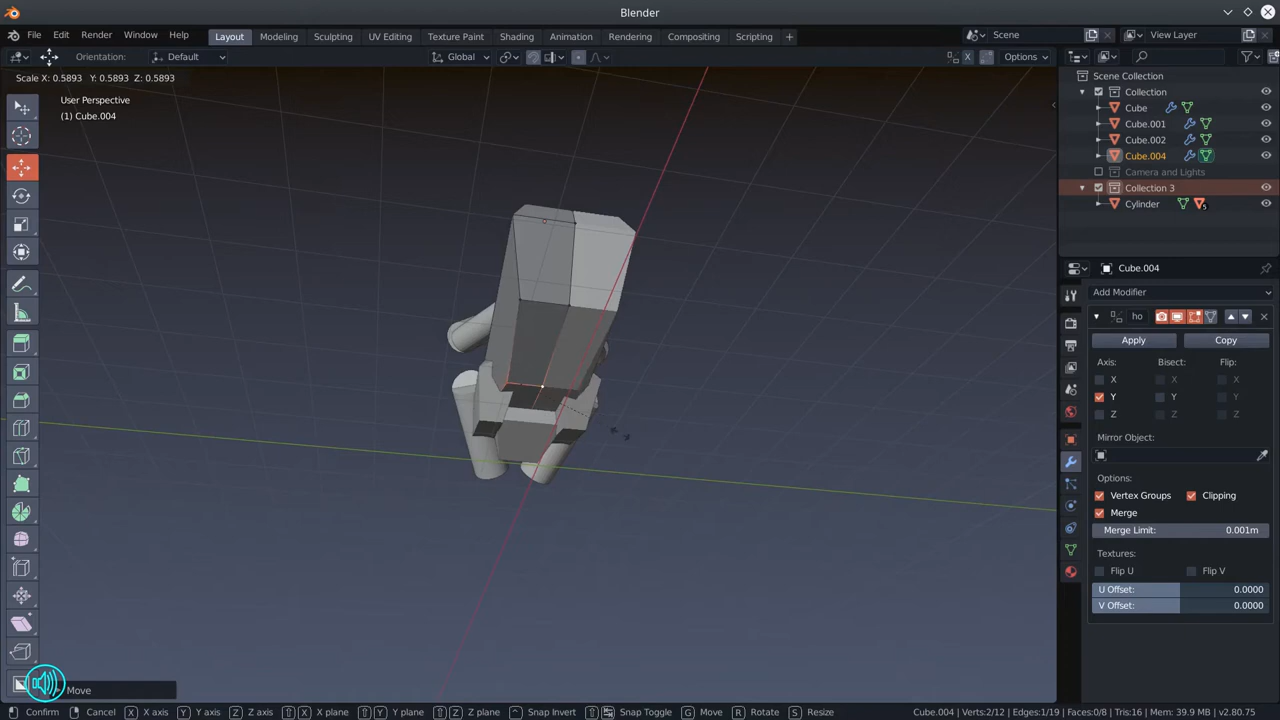 Blender
File Edit Render Window Help Layout Modeling Sculpting UV Editing Texture Paint Shading Animation Rendering Compositing Scripting + Scene View Layer
Orientation: Default Global X Options
Scale X: 0.5893 Y: 0.5893 Z: 0.5893
User Perspective
(1) Cube.004
Scene Collection
Collection
Cube
Cube.001
Cube.002
Cube.004
Camera and Lights
Collection 3
Cylinder 5
Cube.004
Add Modifier
Apply Copy
Axis: Bisect: Flip:
X X X
Y Y Y
Z Z Z
Mirror Object:
Options:
Vertex Groups Clipping
Merge
Merge Limit: 0.001m
Textures:
Flip U Flip V
U Offset: 0.0000
V Offset: 0.0000
Move
Confirm Cancel X X axis Y Y axis Z Z axis X X plane Y Y plane Z Z plane Snap Invert Snap Toggle G Move R Rotate S Resize Cube.004 | Verts:2/12 | Edges:1/19 | Faces:0/8 | Tris:16 | Mem: 39.9 MB | v2.80.75